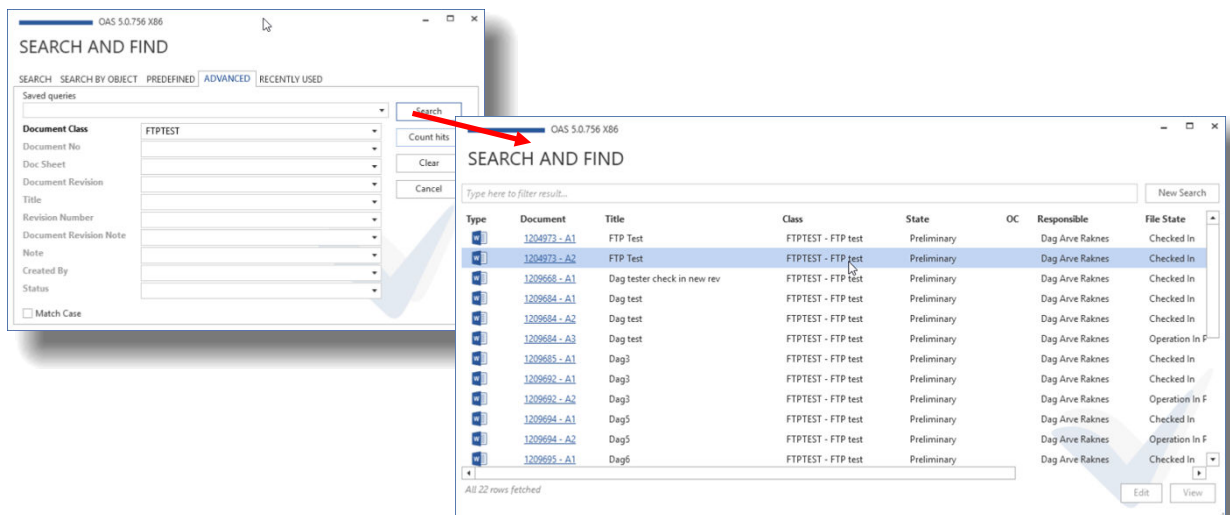 OAS 5.0.756 X86
SEARCH AND FIND
SEARCH SEARCH BY OBJECT PREDEFINED ADVANCED RECENTLY USED
Saved queries
Search
Document Class FTPTEST
Count hits
Document No
Doc Sheet
Clear
Document Revision
Cancel
Title
Revision Number
Document Revision Note
Note
Created By
Status
Match Case
OAS 5.0.756 X86
SEARCH AND FIND
Type here to filter result... New Search
Type Document Title Class State OC Responsible File State
1204973 - A1 FTP Test FTPTEST - FTP test Preliminary Dag Arve Raknes Checked In
1204973 - A2 FTP Test FTPTEST - FTP test Preliminary Dag Arve Raknes Checked In
1209668 - A1 Dag tester check in new rev FTPTEST - FTP test Preliminary Dag Arve Raknes Checked In
1209684 - A1 Dag test FTPTEST - FTP test Preliminary Dag Arve Raknes Checked In
1209684 - A2 Dag test FTPTEST - FTP test Preliminary Dag Arve Raknes Checked In
1209684 - A3 Dag test FTPTEST - FTP test Preliminary Dag Arve Raknes Operation In P
1209685 - A1 Dag3 FTPTEST - FTP test Preliminary Dag Arve Raknes Checked In
1209692 - A1 Dag3 FTPTEST - FTP test Preliminary Dag Arve Raknes Checked In
1209692 - A2 Dag3 FTPTEST - FTP test Preliminary Dag Arve Raknes Operation In P
1209694 - A1 Dag5 FTPTEST - FTP test Preliminary Dag Arve Raknes Checked In
1209694 - A2 Dag5 FTPTEST - FTP test Preliminary Dag Arve Raknes Operation In P
1209695 - A1 Dag6 FTPTEST - FTP test Preliminary Dag Arve Raknes Checked In
All 22 rows fetched
Edit View